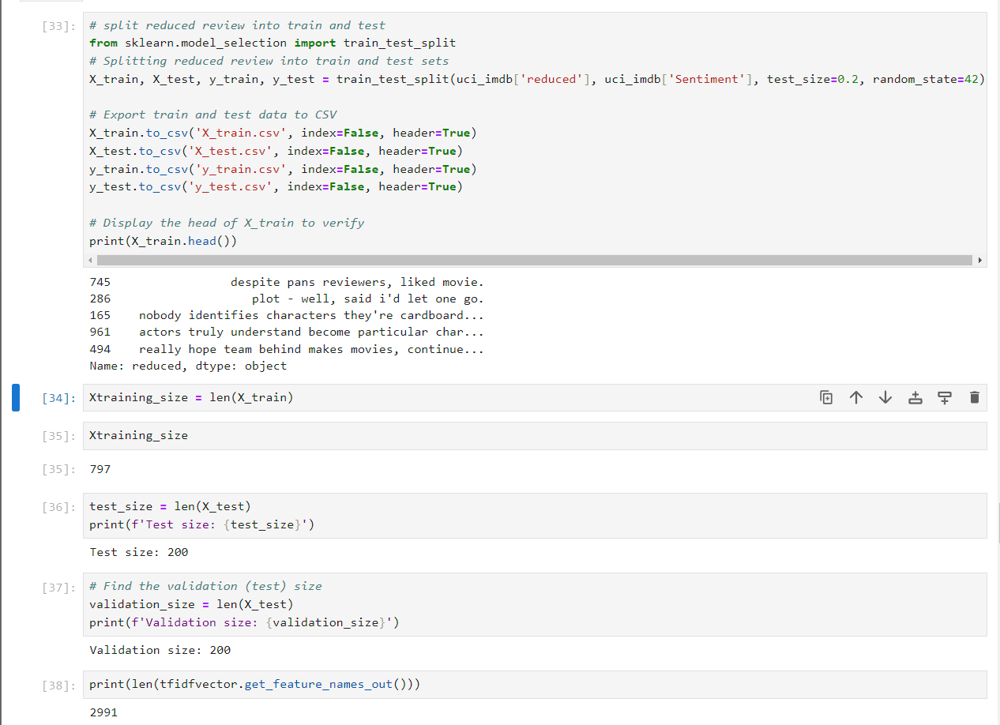 [33]:
# split reduced review into train and test
from sklearn.model_selection import train_test_split
# Splitting reduced review into train and test sets
X_train, X_test, y_train, y_test = train_test_split(uci_imdb['reduced'], uci_imdb['Sentiment'], test_size=0.2, random_state=42)
# Export train and test data to CSV
X_train.to_csv('X_train.csv', index=False, header=True)
X_test.to_csv('X_test.csv', index=False, header=True)
y_train.to_csv('y_train.csv', index=False, header=True)
y_test.to_csv('y_test.csv', index=False, header=True)
# Display the head of X_train to verify
print(X_train.head())
745 despite pans reviewers, liked movie.
286 plot - well, said i'd let one go.
165 nobody identifies characters they're cardboard...
961 actors truly understand become particular char...
494 really hope team behind makes movies, continue...
Name: reduced, dtype: object
[34]: Xtraining_size = len(X_train)
[35]: Xtraining_size
[35]: 797
[36]: test_size = len(X_test)
print(f'Test size: {test_size}')
Test size: 200
[37]: # Find the validation (test) size
validation_size = len(X_test)
print(f'Validation size: {validation_size}')
Validation size: 200
[38]: print(len(tfidfvector.get_feature_names_out()))
2991